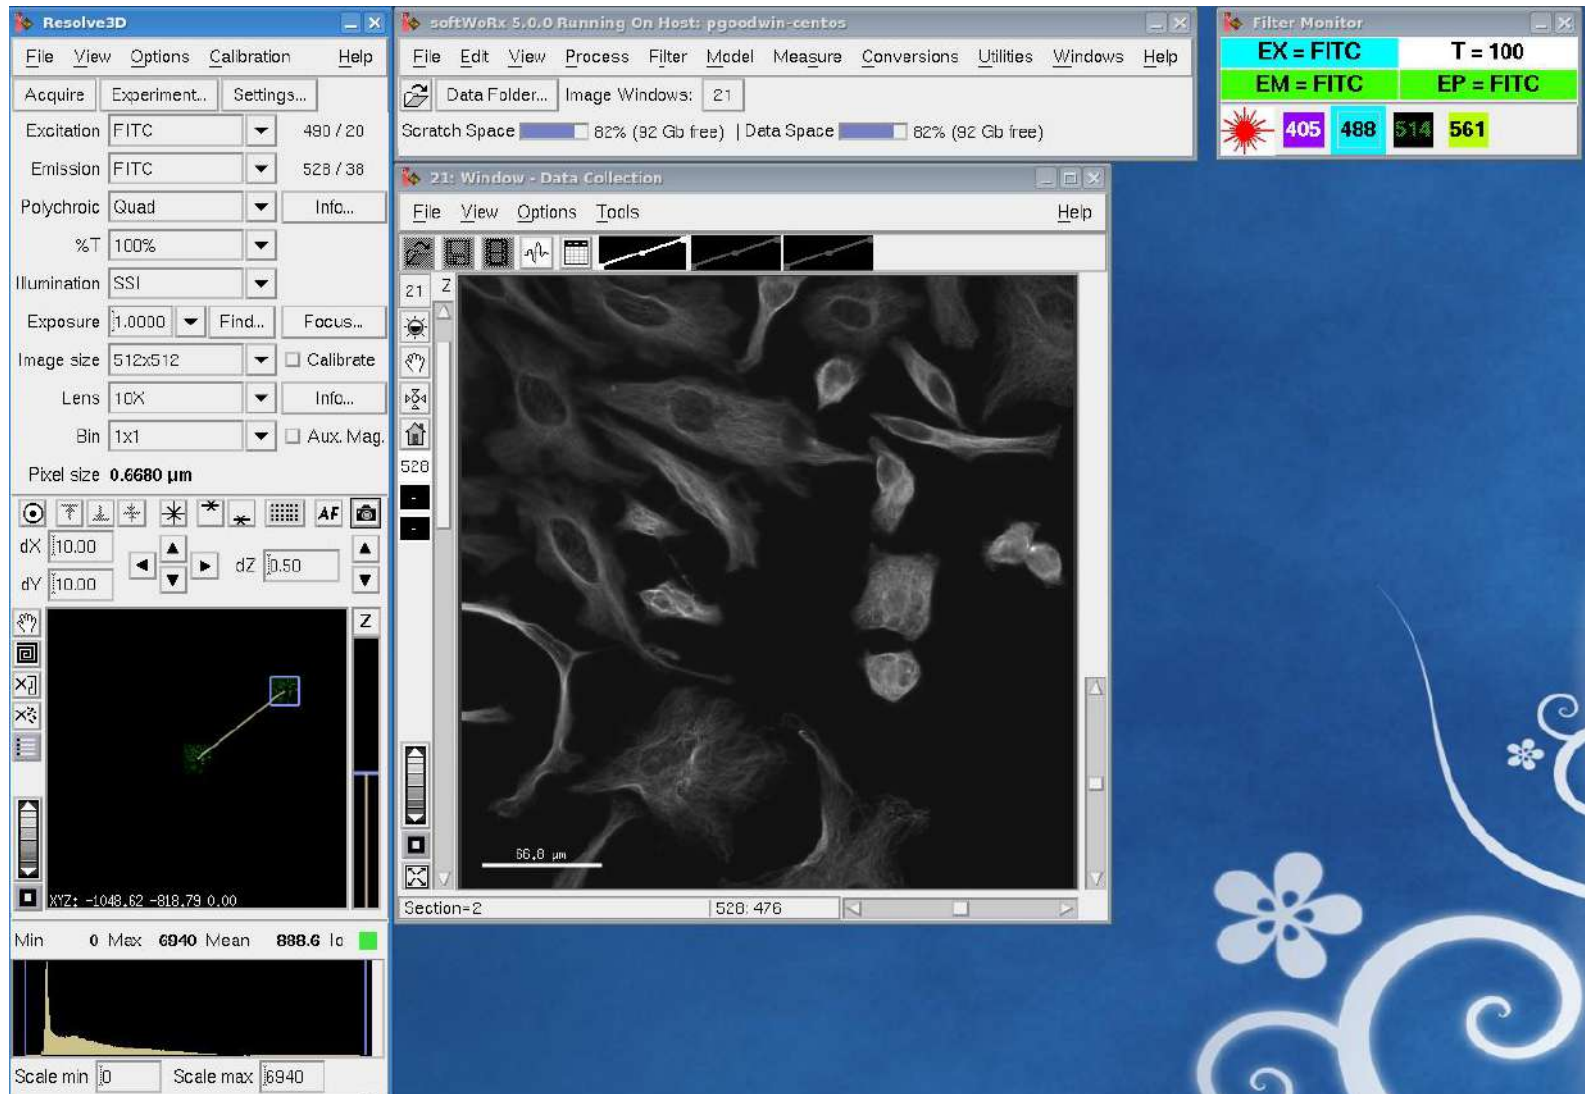 Resolve3D
File View Options Calibration Help
Acquire Experiment... Settings...
Excitation FITC 490 / 20
Emission FITC 528 / 38
Polychroic Quad Info...
%T 100%
Illumination SSI
Exposure 1.0000 Find... Focus...
Image size 512x512 Calibrate
Lens 10X Info...
Bin 1x1 Aux. Mag.
Pixel size 0.6680 µm
AF
dX 10.00
dZ 0.50
dY 10.00
Z
XYZ: -1048.62 -818.79 0.00
Min 0 Max 6940 Mean 888.6 Io
Scale min 0 Scale max 6940
softWoRx 5.0.0 Running On Host: pgoodwin-centos
File Edit View Process Filter Model Measure Conversions Utilities Windows Help
Data Folder... Image Windows: 21
Scratch Space 82% (92 Gb free) | Data Space 82% (92 Gb free)
21: Window - Data Collection
File View Options Tools Help
21 Z
528
-
-
66.8 µm
Section=2 528: 476
Filter Monitor
EX = FITC T = 100
EM = FITC EP = FITC
405 488 514 561